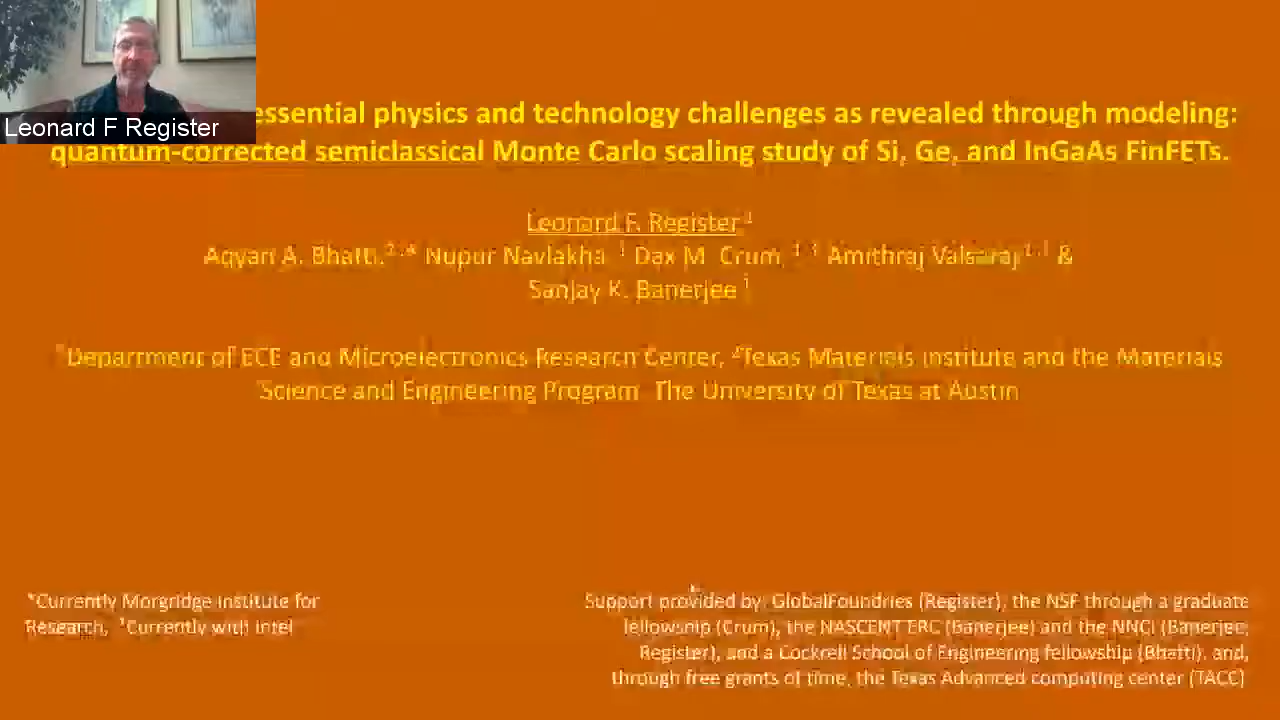 Leonard F Register
essential physics and technology challenges as revealed through modeling:
quantum-corrected semiclassical Monte Carlo scaling study of Si, Ge, and InGaAs FinFETs.
Leonard F. Register 1
Aqyan A. Bhatti, Nupur Navlakha, 1 Dax M. Crum, Amithraj Valsaraj &
Sanjay K. Banerjee 1
Department of ECE and Microelectronics Research Center, 2Texas Materials Institute and the Materials
Science and Engineering Program, The University of Texas at Austin
*Currently Morgridge Institute for
Research, Currently with Intel
Support provided by: GlobalFoundries (Register), the NSF through a graduate
fellowship (Crum), the NASCENT ERC (Banerjee) and the NNCI (Banerjee,
Register), and a Cockrell School of Engineering fellowship (Bhatti), and,
through free grants of time, the Texas Advanced computing center (TACC)